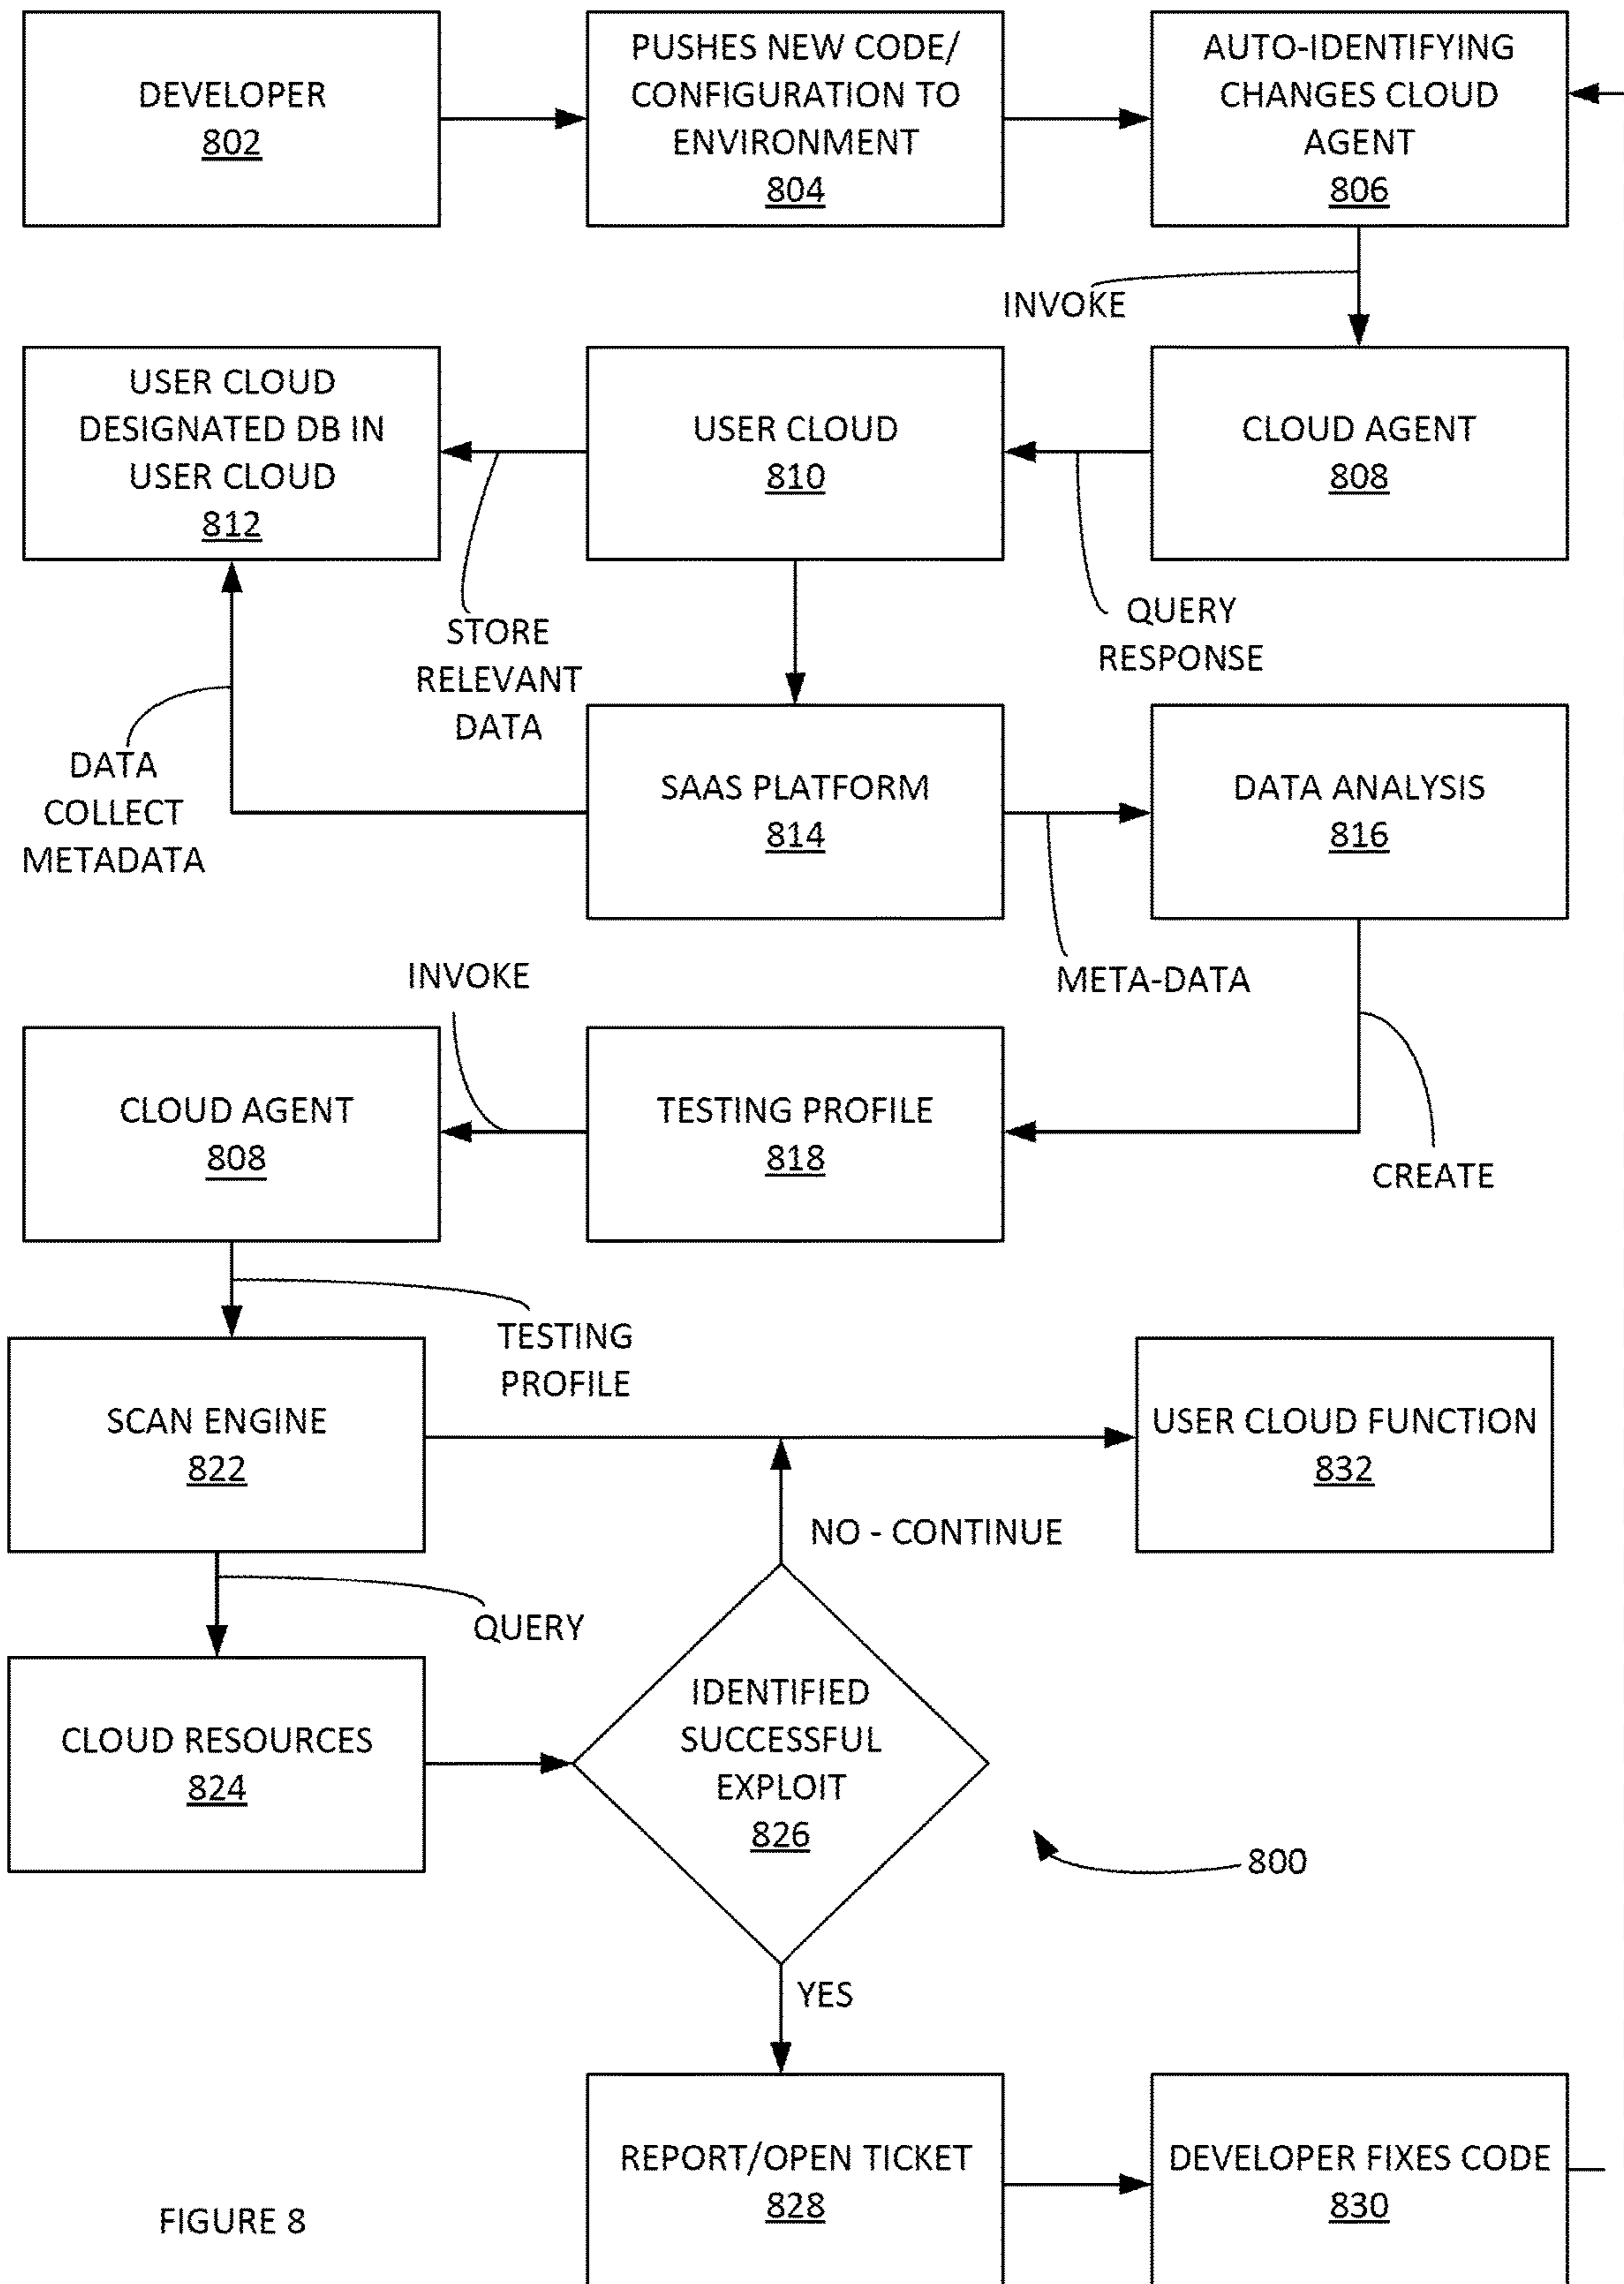 DEVELOPER
802
PUSHES NEW CODE/
CONFIGURATION TO
ENVIRONMENT
804
AUTO-IDENTIFYING
CHANGES CLOUD
AGENT
806
INVOKE
USER CLOUD
DESIGNATED DB IN
USER CLOUD
812
USER CLOUD
810
CLOUD AGENT
808
STORE
RELEVANT
DATA
QUERY
RESPONSE
DATA
COLLECT
METADATA
SAAS PLATFORM
814
DATA ANALYSIS
816
INVOKE
META-DATA
CLOUD AGENT
808
TESTING PROFILE
818
CREATE
TESTING
PROFILE
SCAN ENGINE
822
USER CLOUD FUNCTION
832
NO - CONTINUE
QUERY
CLOUD RESOURCES
824
IDENTIFIED
SUCCESSFUL
EXPLOIT
826
800
YES
REPORT/OPEN TICKET
828
DEVELOPER FIXES CODE
830
FIGURE 8